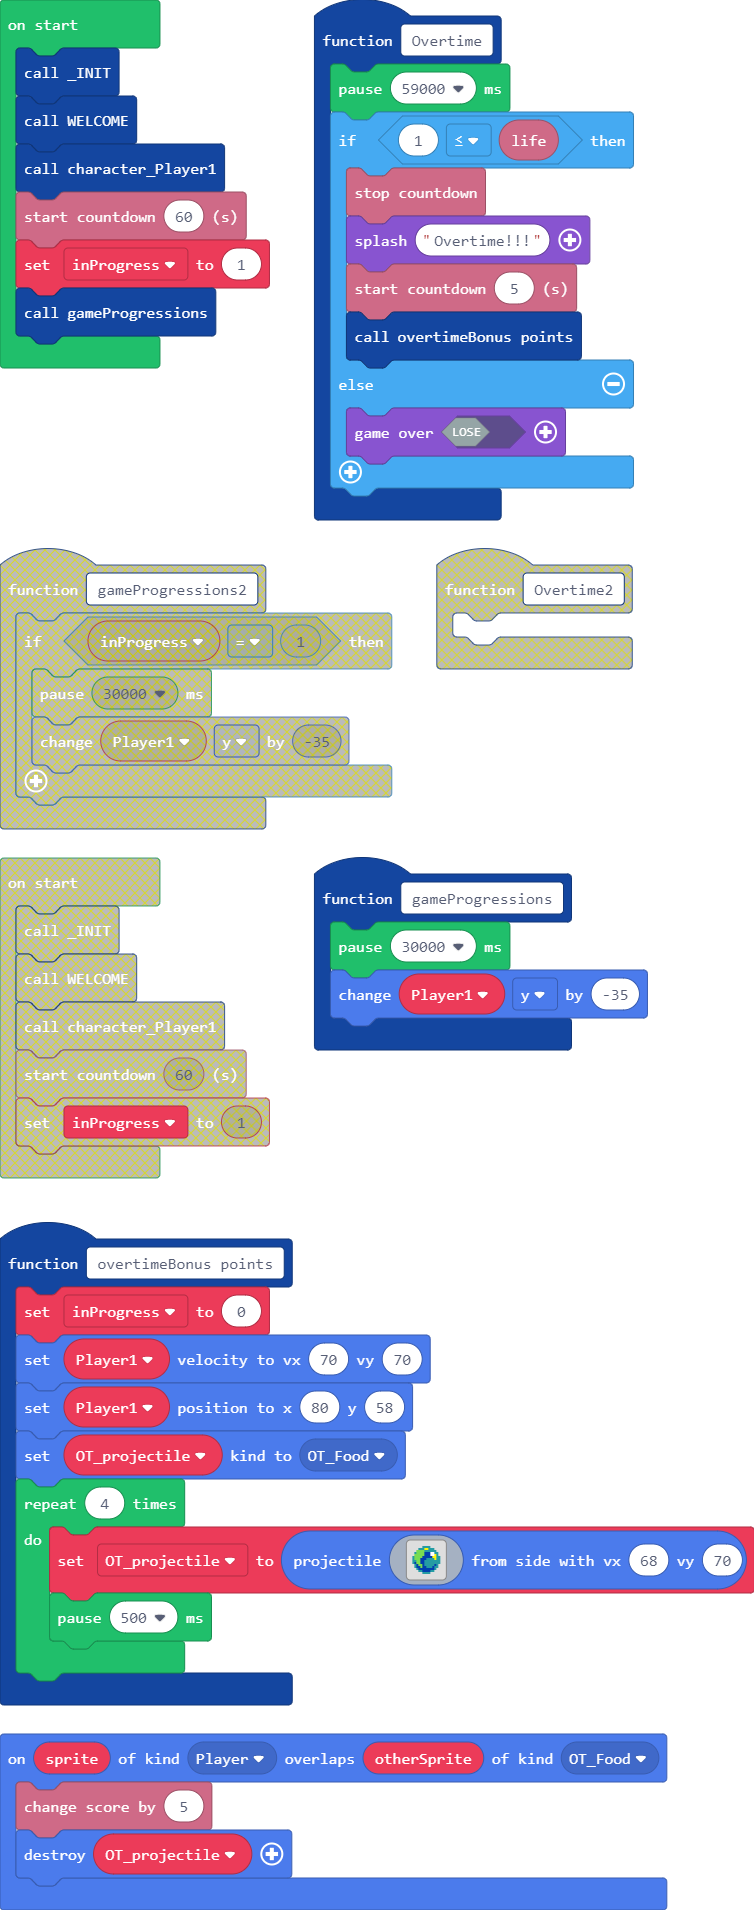 on start
call _INIT
call WELCOME
call character_Player1
start countdown 60 (s)
set inProgress to 1
call gameProgressions
function Overtime
pause 59000 ms
if 1 ≤ life then
stop countdown
splash "Overtime!!!"
start countdown 5 (s)
call overtimeBonus points
else
game over LOSE
function gameProgressions2
if inProgress = 1 then
pause 30000 ms
change Player1 y by -35
function Overtime2
on start
call _INIT
call WELCOME
call character_Player1
start countdown 60 (s)
set inProgress to 1
function gameProgressions
pause 30000 ms
change Player1 y by -35
function overtimeBonus points
set inProgress to 0
set Player1 velocity to vx 70 vy 70
set Player1 position to x 80 y 58
set OT_projectile kind to OT_Food
repeat 4 times
do
set OT_projectile to projectile from side with vx 68 vy 70
pause 500 ms
on sprite of kind Player overlaps otherSprite of kind OT_Food
change score by 5
destroy OT_projectile